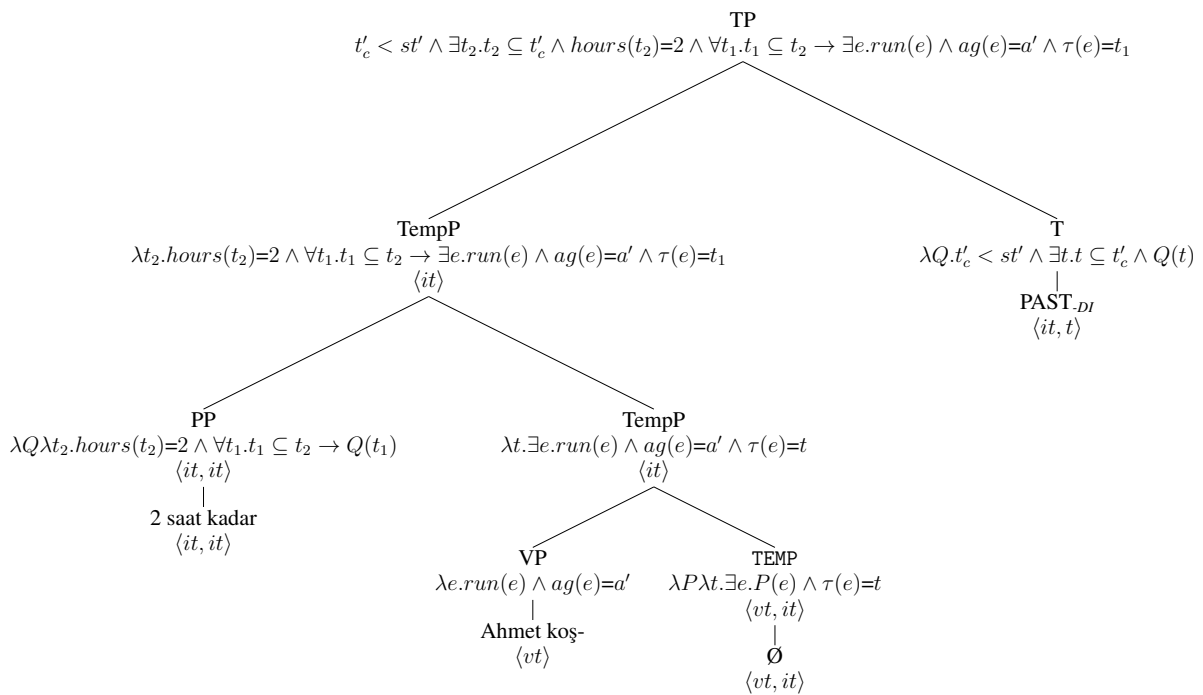 TP
t′c < st′ ∧ ∃t2.t2 ⊆ t′c ∧ hours(t2)=2 ∧ ∀t1.t1 ⊆ t2 → ∃e.run(e) ∧ ag(e)=a′ ∧ τ(e)=t1
TempP
λt2.hours(t2)=2 ∧ ∀t1.t1 ⊆ t2 → ∃e.run(e) ∧ ag(e)=a′ ∧ τ(e)=t1
⟨it⟩
T
λQ.t′c < st′ ∧ ∃t.t ⊆ t′c ∧ Q(t)
PAST-DI
⟨it, t⟩
PP
λQλt2.hours(t2)=2 ∧ ∀t1.t1 ⊆ t2 → Q(t1)
⟨it, it⟩
2 saat kadar
⟨it, it⟩
TempP
λt.∃e.run(e) ∧ ag(e)=a′ ∧ τ(e)=t
⟨it⟩
VP
λe.run(e) ∧ ag(e)=a′
Ahmet koş-
⟨vt⟩
TEMP
λPλt.∃e.P(e) ∧ τ(e)=t
⟨vt, it⟩
Ø
⟨vt, it⟩